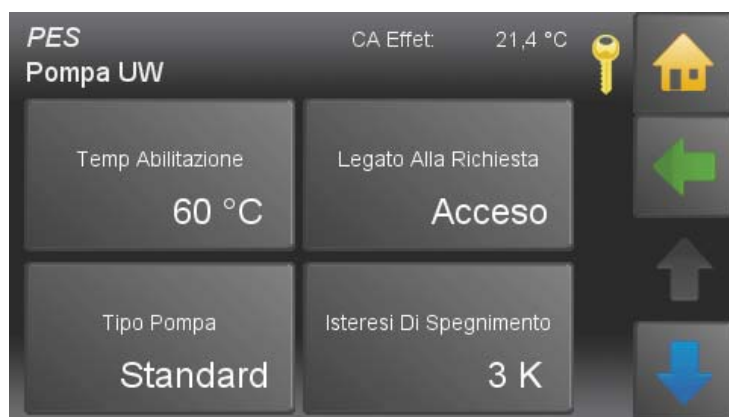 PES
CA Effet: 21,4 °C
Pompa UW
Temp Abilitazione
60 °C
Legato Alla Richiesta
Acceso
Tipo Pompa
Standard
Isteresi Di Spegnimento
3 K